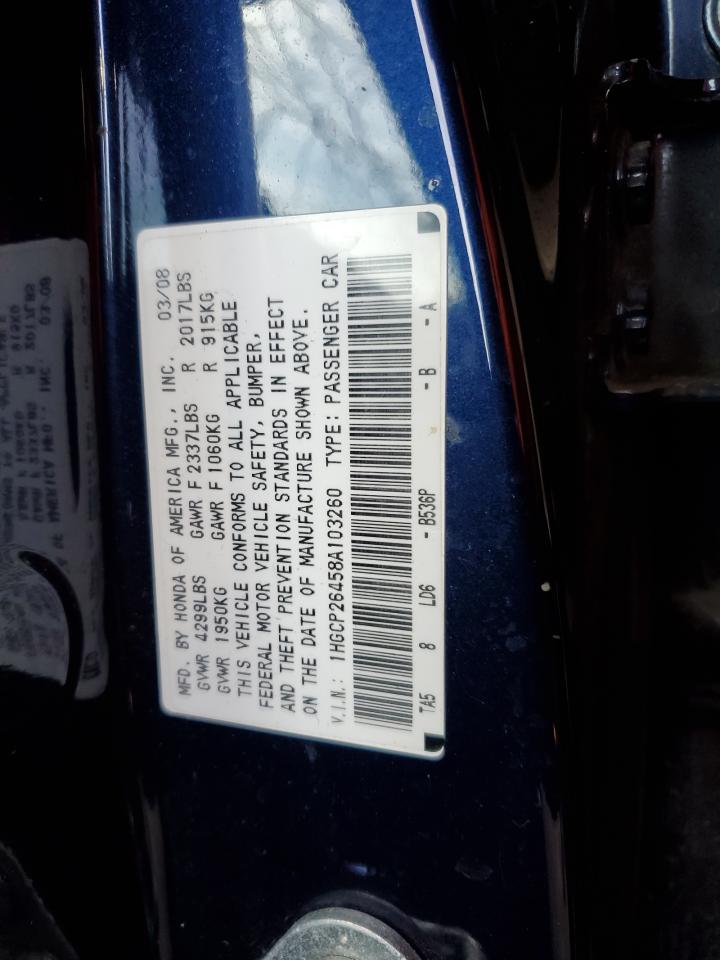 MFD. BY HONDA OF AMERICA MFG., INC. 03/08
GVWR 4299LBS GAWR F 2337LBS R 2017LBS
GVWR 1950KG GAWR F 1060KG R 915KG
THIS VEHICLE CONFORMS TO ALL APPLICABLE
FEDERAL MOTOR VEHICLE SAFETY, BUMPER,
AND THEFT PREVENTION STANDARDS IN EFFECT
ON THE DATE OF MANUFACTURE SHOWN ABOVE.
V.I.N.: 1HGCP26458A103260 TYPE: PASSENGER CAR
TA5 8 LD6 - B536P - B - A